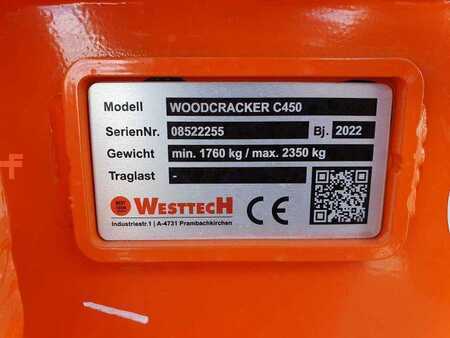 Modell WOODCRACKER C450
SerienNr. 08522255 Bj. 2022
Gewicht min. 1760 kg / max. 2350 kg
Traglast -
WESTTECH CE
Industriestr.1 | A-4731 Prambachkirchen